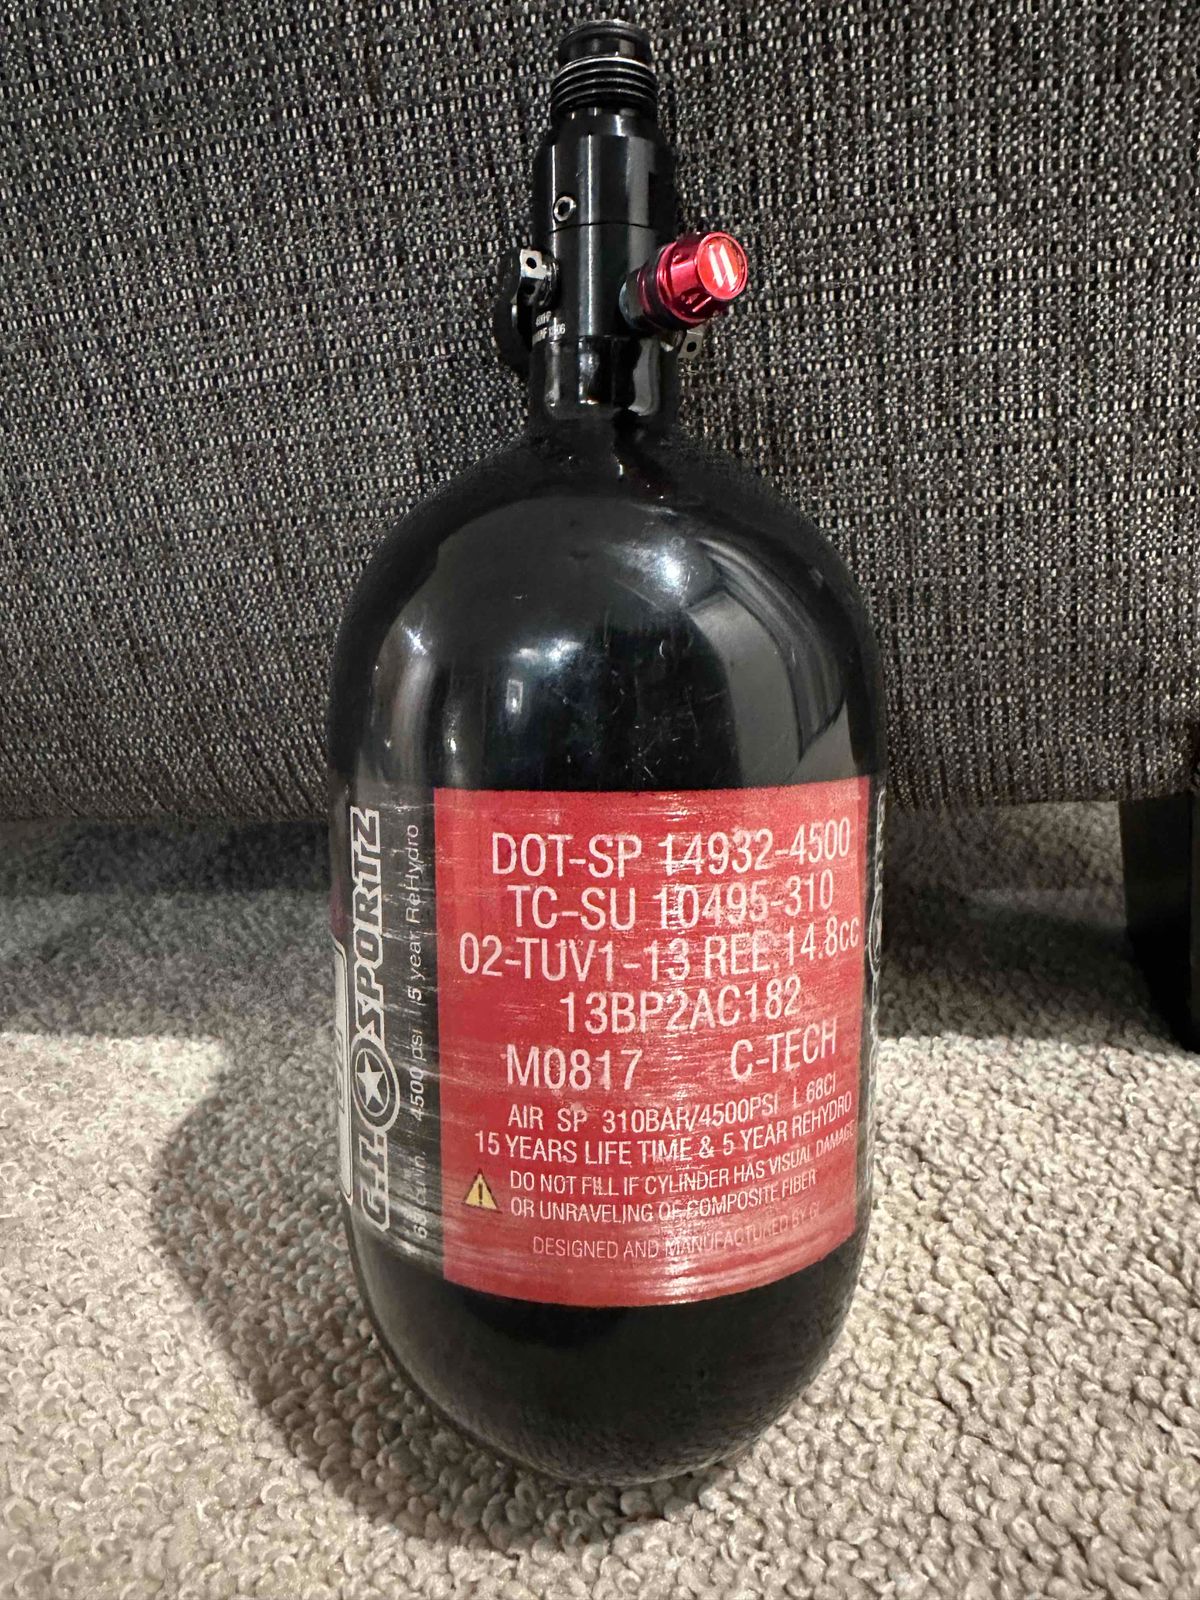 DOT-SP 14932-4500
TC-SU 10495-310
02-TUV1-13 REE.14.8cc
13BP2AC182
M0817 C-TECH
AIR SP 310BAR/4500PSI L 68CI
15 YEARS LIFE TIME & 5 YEAR REHYDRO
DO NOT FILL IF CYLINDER HAS VISUAL DAMAGE
OR UNRAVELING OF COMPOSITE FIBER
DESIGNED AND MANUFACTURED BY GI
G.I. SPORTZ
4500 psi | 5 year ReHydro